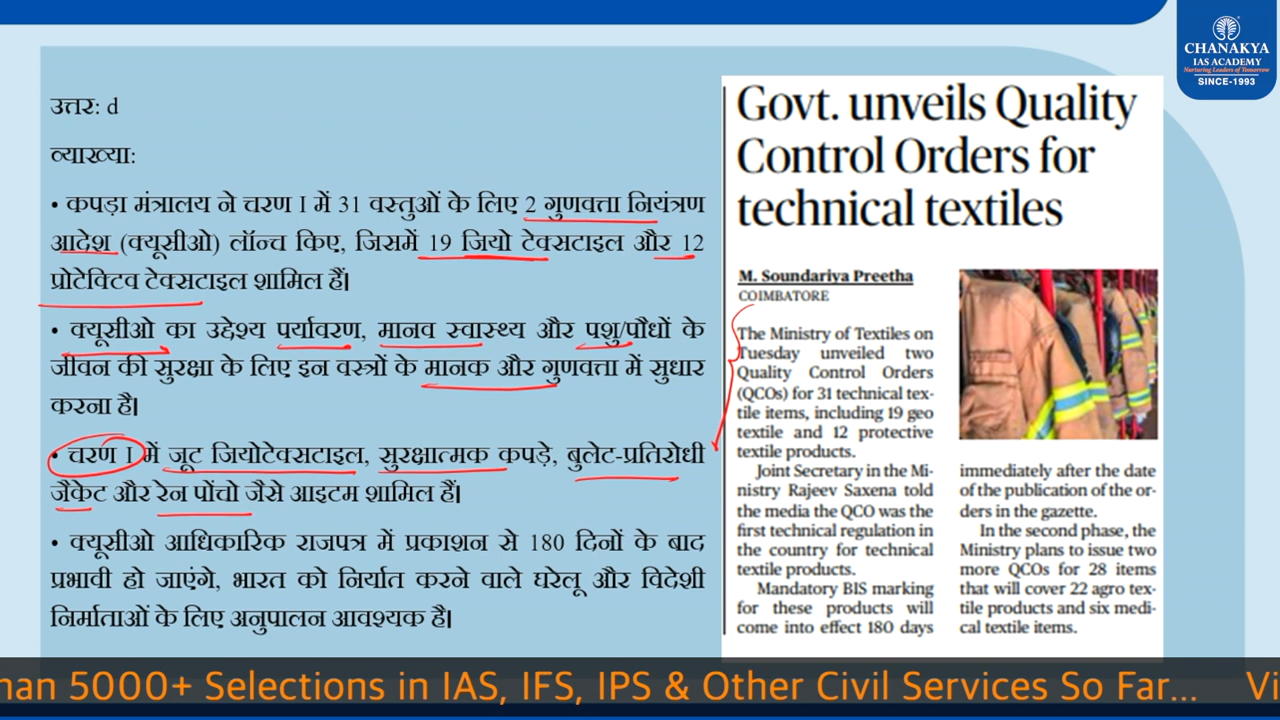 CHANAKYA
IAS ACADEMY
Nurturing Leaders of Tomorrow
SINCE-1993
उत्तर: d
व्याख्या:
• कपड़ा मंत्रालय ने चरण I में 31 वस्तुओं के लिए 2 गुणवत्ता नियंत्रण
आदेश (क्यूसीओ) लॉन्च किए, जिसमें 19 जियो टेक्सटाइल और 12
प्रोटेक्टिव टेक्सटाइल शामिल हैं।
• क्यूसीओ का उद्देश्य पर्यावरण, मानव स्वास्थ्य और पशु/पौधों के
जीवन की सुरक्षा के लिए इन वस्त्रों के मानक और गुणवत्ता में सुधार
करना है।
• चरण I में जूट जियोटेक्सटाइल, सुरक्षात्मक कपड़े, बुलेट-प्रतिरोधी
जैकेट और रेन पोंचो जैसे आइटम शामिल हैं।
• क्यूसीओ आधिकारिक राजपत्र में प्रकाशन से 180 दिनों के बाद
प्रभावी हो जाएंगे, भारत को निर्यात करने वाले घरेलू और विदेशी
निर्माताओं के लिए अनुपालन आवश्यक है।
Govt. unveils Quality
Control Orders for
technical textiles
M. Soundariya Preetha
COIMBATORE
The Ministry of Textiles on
Tuesday unveiled two
Quality Control Orders
(QCOs) for 31 technical tex-
tile items, including 19 geo
textile and 12 protective
textile products.
Joint Secretary in the Mi-
nistry Rajeev Saxena told
the media the QCO was the
first technical regulation in
the country for technical
textile products.
Mandatory BIS marking
for these products will
come into effect 180 days
immediately after the date
of the publication of the or-
ders in the gazette.
In the second phase, the
Ministry plans to issue two
more QCOs for 28 items
that will cover 22 agro tex-
tile products and six medi-
cal textile items.
han 5000+ Selections in IAS, IFS, IPS & Other Civil Services So Far... Vi